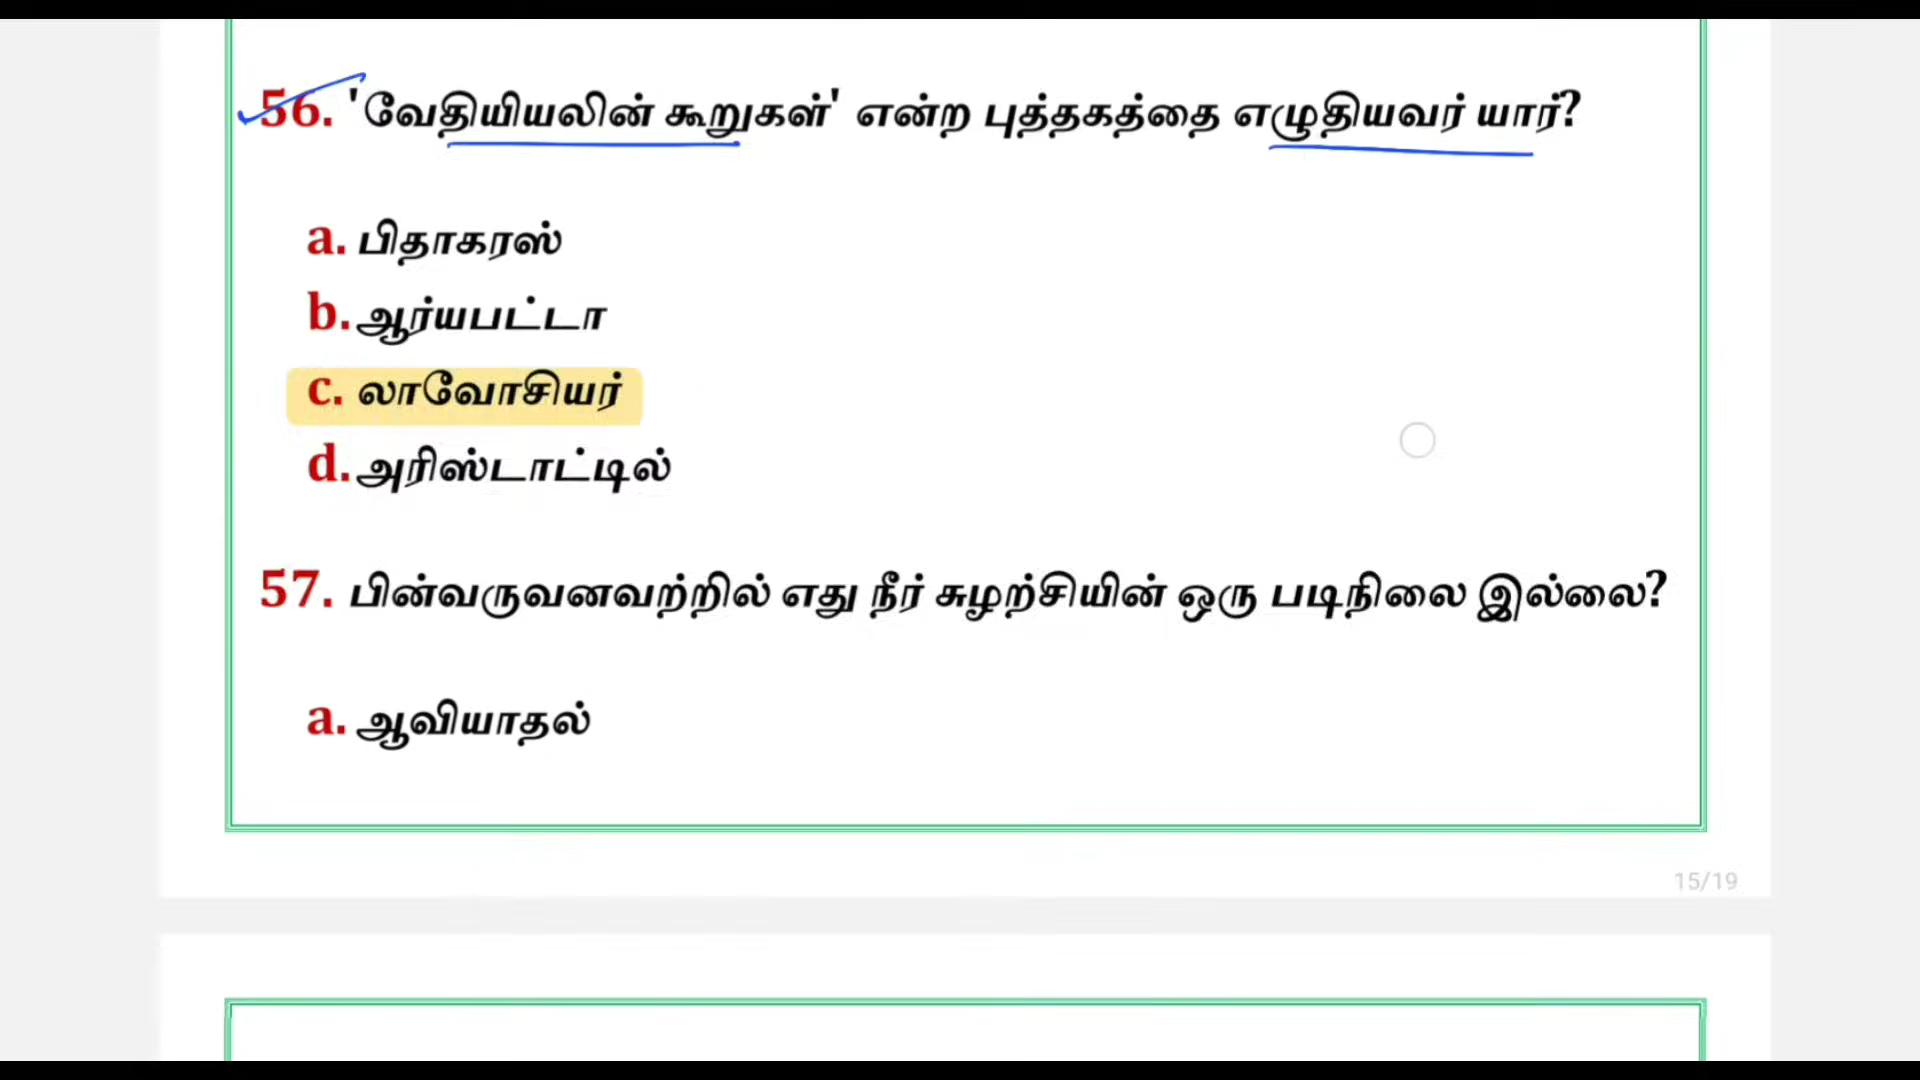 56. 'வேதியியலின் கூறுகள்' என்ற புத்தகத்தை எழுதியவர் யார்?
a. பிதாகரஸ்
b. ஆர்யபட்டா
c. லாவோசியர்
d. அரிஸ்டாட்டில்
57. பின்வருவனவற்றில் எது நீர் சுழற்சியின் ஒரு படிநிலை இல்லை?
a. ஆவியாதல்
15/19